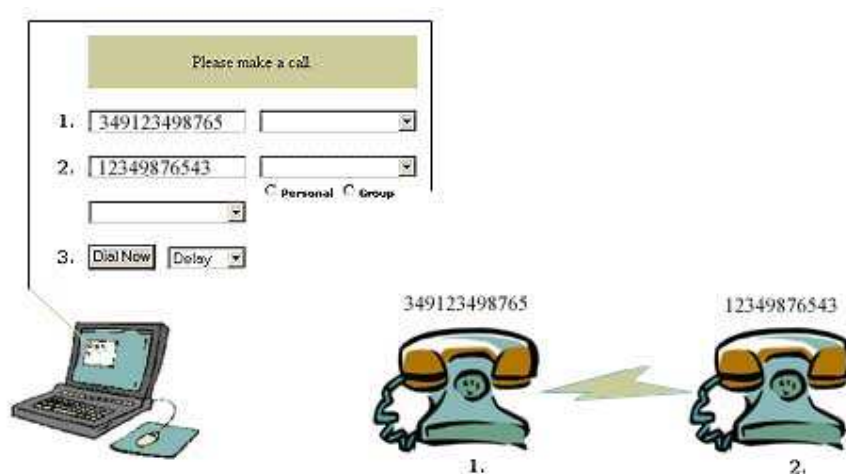 Please make a call
1. 349123498765
2. 12349876543
Personal Group
3. Dial Now Delay
349123498765 12349876543
1. 2.